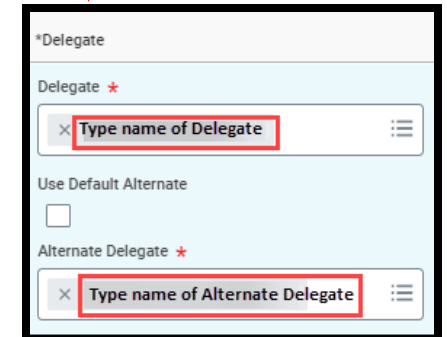 *Delegate
Delegate *
× Type name of Delegate
Use Default Alternate
Alternate Delegate *
× Type name of Alternate Delegate